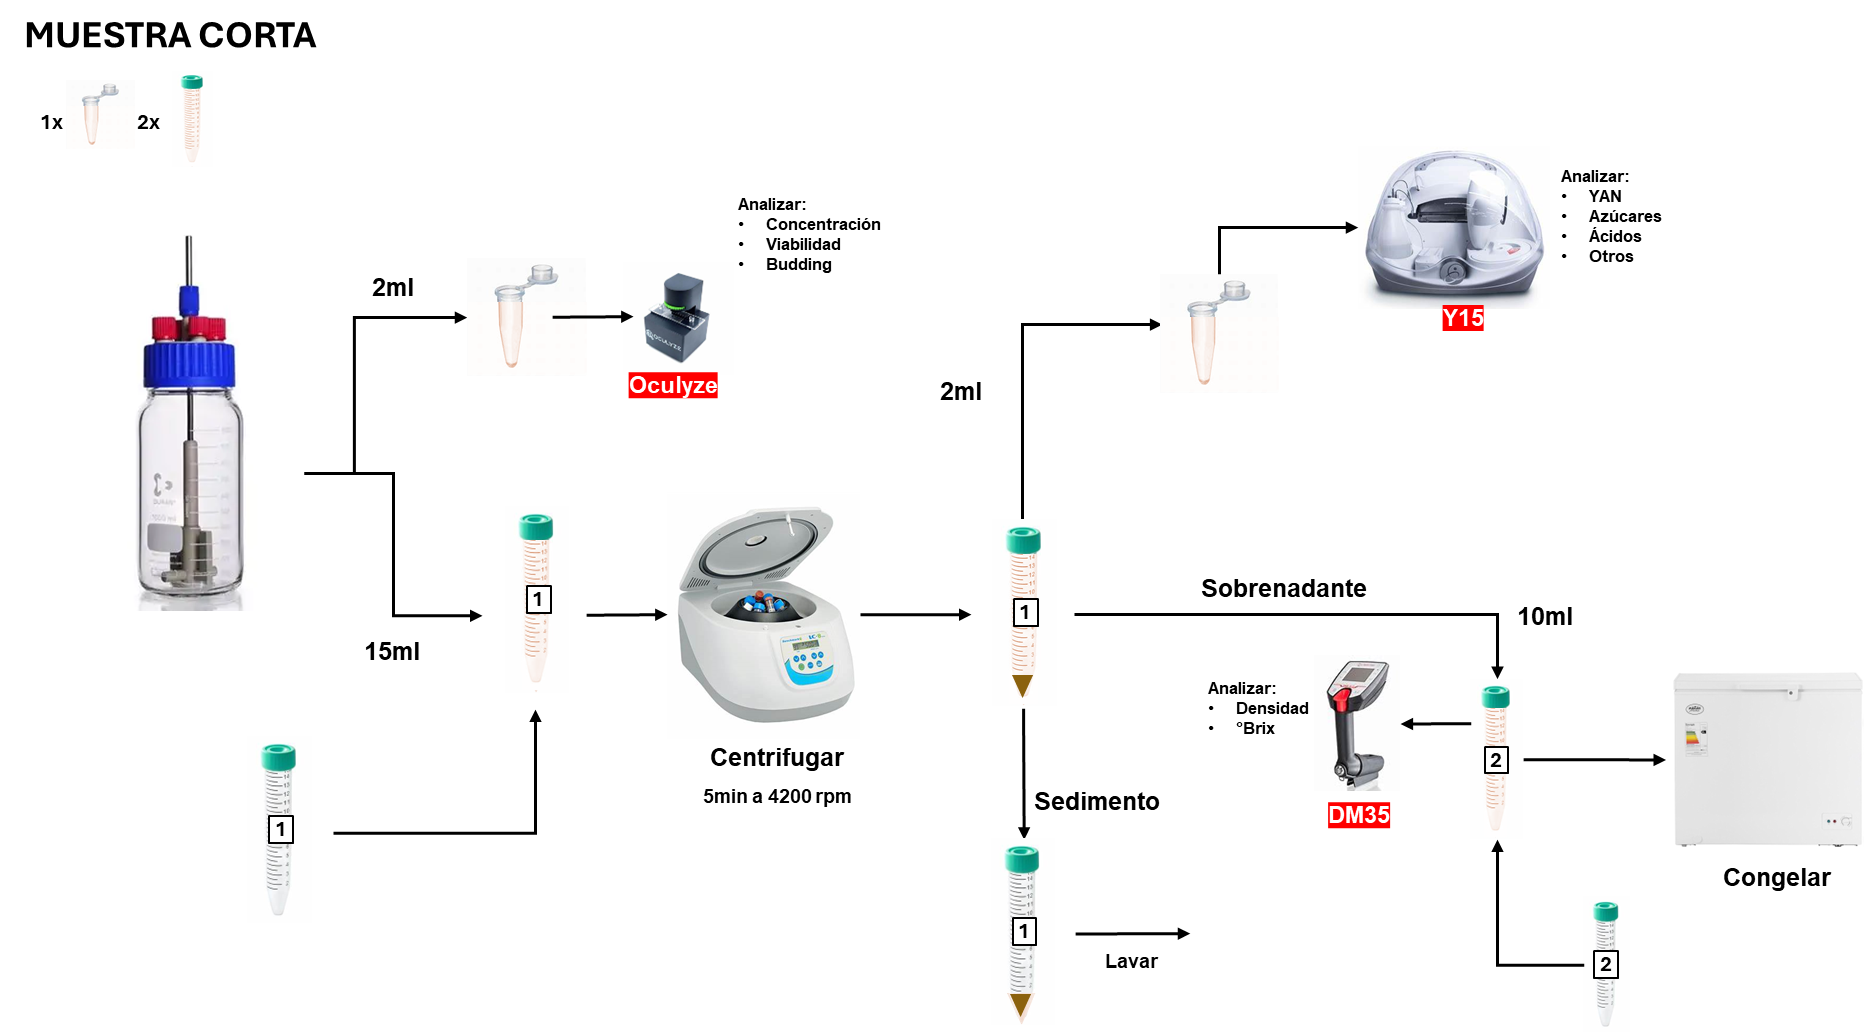 MUESTRA CORTA
1x
2x
Analizar:
• Concentración
• Viabilidad
• Budding
2ml
OCULYZE
Oculyze
Analizar:
• YAN
• Azúcares
• Ácidos
• Otros
Y15
2ml
1
15ml
Centrifugar
5min a 4200 rpm
1
1
Sobrenadante
10ml
Analizar:
• Densidad
• °Brix
DM35
2
Congelar
Sedimento
1
Lavar
2